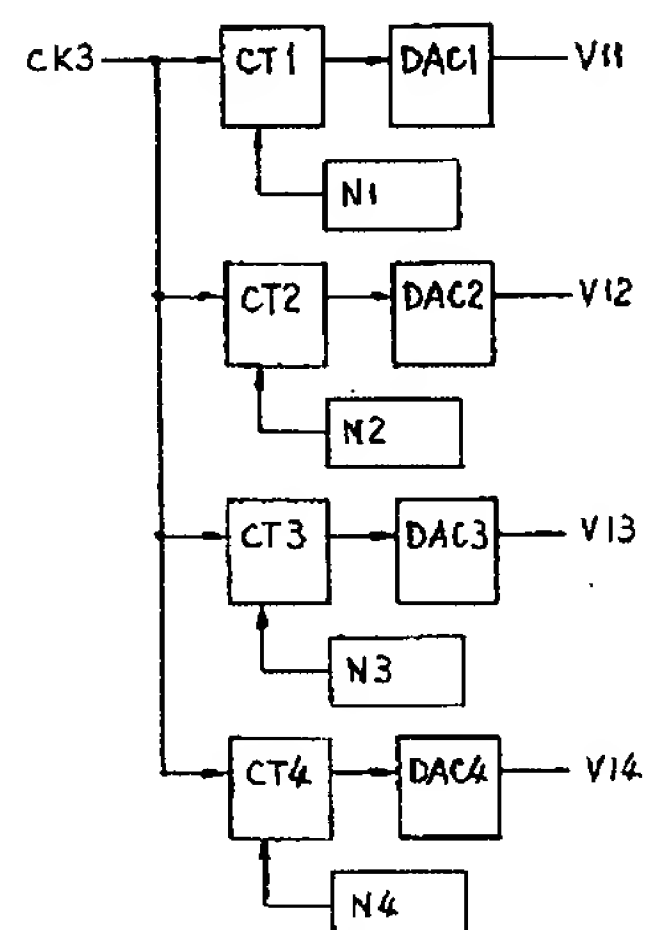 CK3 CT1 DAC1 V11
N1
CT2 DAC2 V12
N2
CT3 DAC3 V13
N3
CT4 DAC4 V14
N4